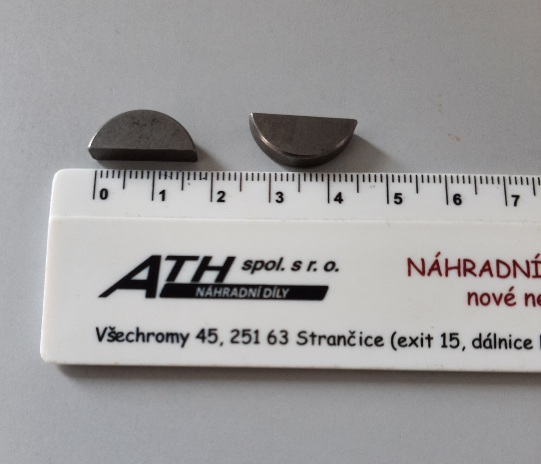 0 1 2 3 4 5 6 7
ATH spol. s r. o.
NÁHRADNÍ DÍLY
NÁHRADNÍ
nové
Všechromy 45, 251 63 Strančice (exit 15, dálnice